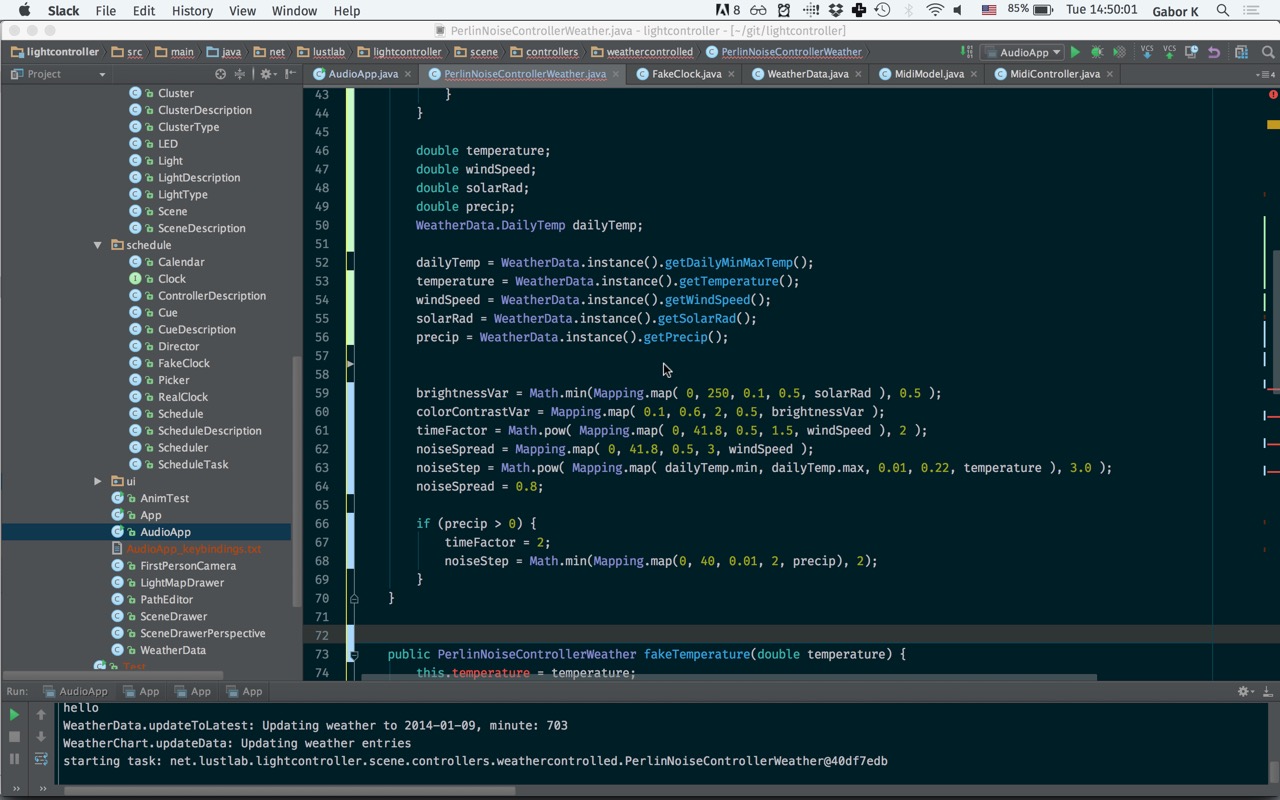 Slack File Edit History View Window Help 8 85% Tue 14:50:01 Gabor K
PerlinNoiseControllerWeather.java - lightcontroller - [~/git/lightcontroller]
lightcontroller src main java net lustlab lightcontroller scene controllers weathercontrolled PerlinNoiseControllerWeather AudioApp VCS VCS
Project AudioApp.java PerlinNoiseControllerWeather.java FakeClock.java WeatherData.java MidiModel.java MidiController.java 4
Cluster
ClusterDescription
ClusterType
LED
Light
LightDescription
LightType
Scene
SceneDescription
schedule
Calendar
Clock
ControllerDescription
Cue
CueDescription
Director
FakeClock
Picker
RealClock
Schedule
ScheduleDescription
Scheduler
ScheduleTask
ui
AnimTest
App
AudioApp
AudioApp_keybindings.txt
FirstPersonCamera
LightMapDrawer
PathEditor
SceneDrawer
SceneDrawerPerspective
WeatherData
Test
43 }
44 }
45
46 double temperature;
47 double windSpeed;
48 double solarRad;
49 double precip;
50 WeatherData.DailyTemp dailyTemp;
51
52 dailyTemp = WeatherData.instance().getDailyMinMaxTemp();
53 temperature = WeatherData.instance().getTemperature();
54 windSpeed = WeatherData.instance().getWindSpeed();
55 solarRad = WeatherData.instance().getSolarRad();
56 precip = WeatherData.instance().getPrecip();
57
58
59 brightnessVar = Math.min(Mapping.map( 0, 250, 0.1, 0.5, solarRad ), 0.5 );
60 colorContrastVar = Mapping.map( 0.1, 0.6, 2, 0.5, brightnessVar );
61 timeFactor = Math.pow( Mapping.map( 0, 41.8, 0.5, 1.5, windSpeed ), 2 );
62 noiseSpread = Mapping.map( 0, 41.8, 0.5, 3, windSpeed );
63 noiseStep = Math.pow( Mapping.map( dailyTemp.min, dailyTemp.max, 0.01, 0.22, temperature ), 3.0 );
64 noiseSpread = 0.8;
65
66 if (precip > 0) {
67 timeFactor = 2;
68 noiseStep = Math.min(Mapping.map(0, 40, 0.01, 2, precip), 2);
69 }
70 }
71
72
73 public PerlinNoiseControllerWeather fakeTemperature(double temperature) {
74 this.temperature = temperature;
Run: AudioApp App App App
hello
WeatherData.updateToLatest: Updating weather to 2014-01-09, minute: 703
WeatherChart.updateData: Updating weather entries
starting task: net.lustlab.lightcontroller.scene.controllers.weathercontrolled.PerlinNoiseControllerWeather@40df7edb